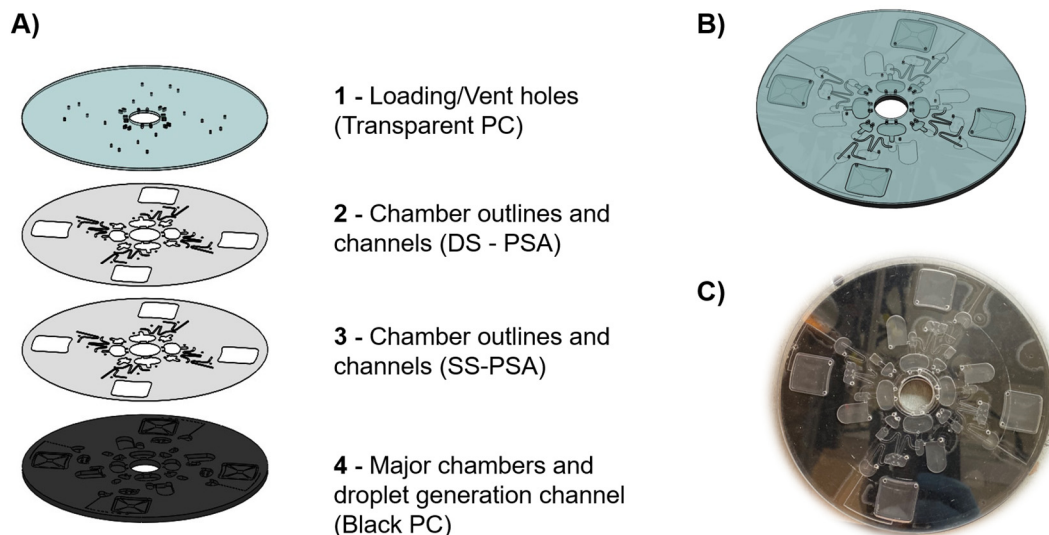 A)
1 - Loading/Vent holes
(Transparent PC)
2 - Chamber outlines and
channels (DS - PSA)
3 - Chamber outlines and
channels (SS-PSA)
4 - Major chambers and
droplet generation channel
(Black PC)
B)
C)